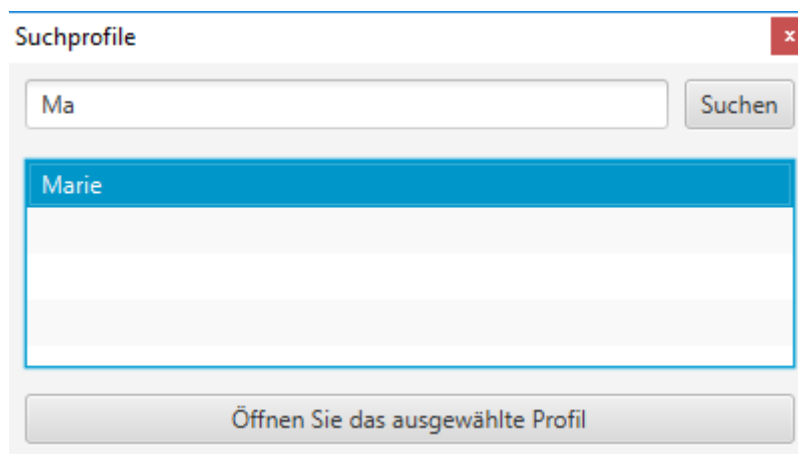 Suchprofile
x
Ma
Suchen
Marie
Öffnen Sie das ausgewählte Profil